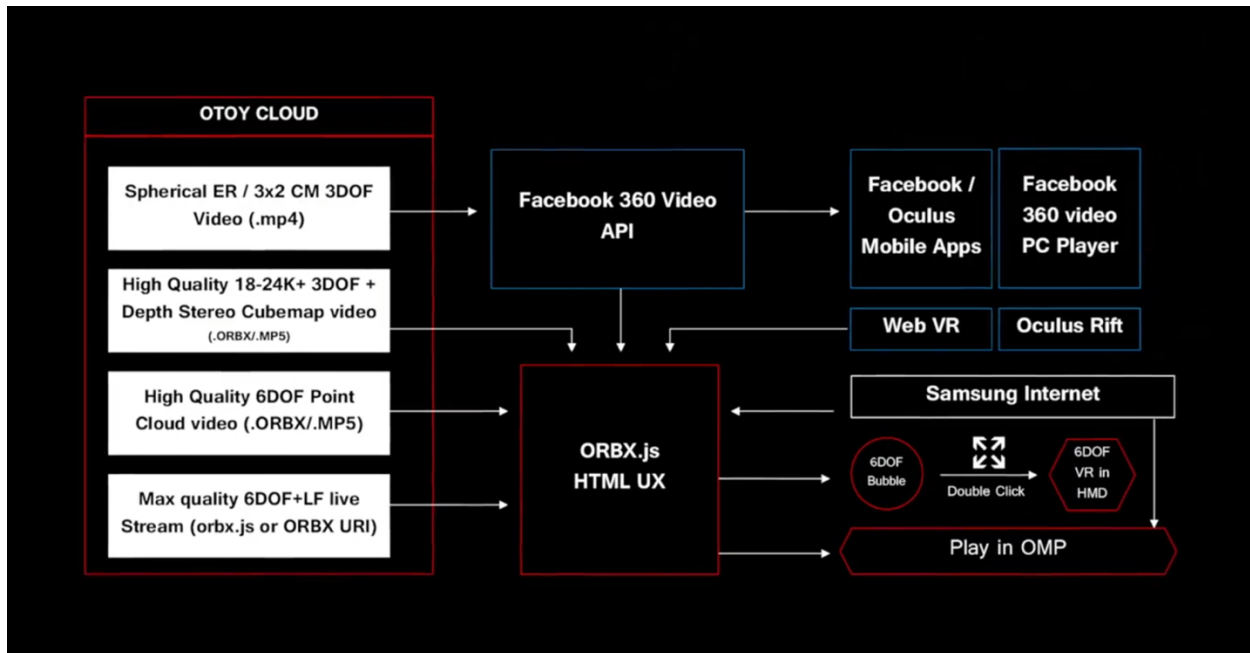 OTOY CLOUD
Spherical ER / 3x2 CM 3DOF
Video (.mp4)
High Quality 18-24K+ 3DOF +
Depth Stereo Cubemap video
(.ORBX/.MP5)
High Quality 6DOF Point
Cloud video (.ORBX/.MP5)
Max quality 6DOF+LF live
Stream (orbx.js or ORBX URI)
Facebook 360 Video
API
ORBX.js
HTML UX
Facebook /
Oculus
Mobile Apps
Facebook
360 video
PC Player
Web VR
Oculus Rift
Samsung Internet
6DOF
Bubble
Double Click
6DOF
VR in
HMD
Play in OMP